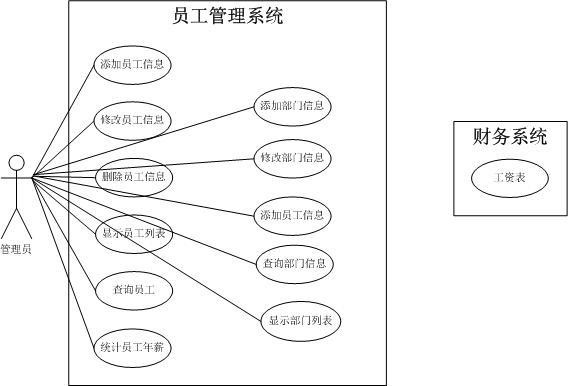 员工管理系统
添加员工信息
修改员工信息
删除员工信息
显示员工列表
查询员工
统计员工年薪
添加部门信息
修改部门信息
添加员工信息
查询部门信息
显示部门列表
管理员
财务系统
工资表